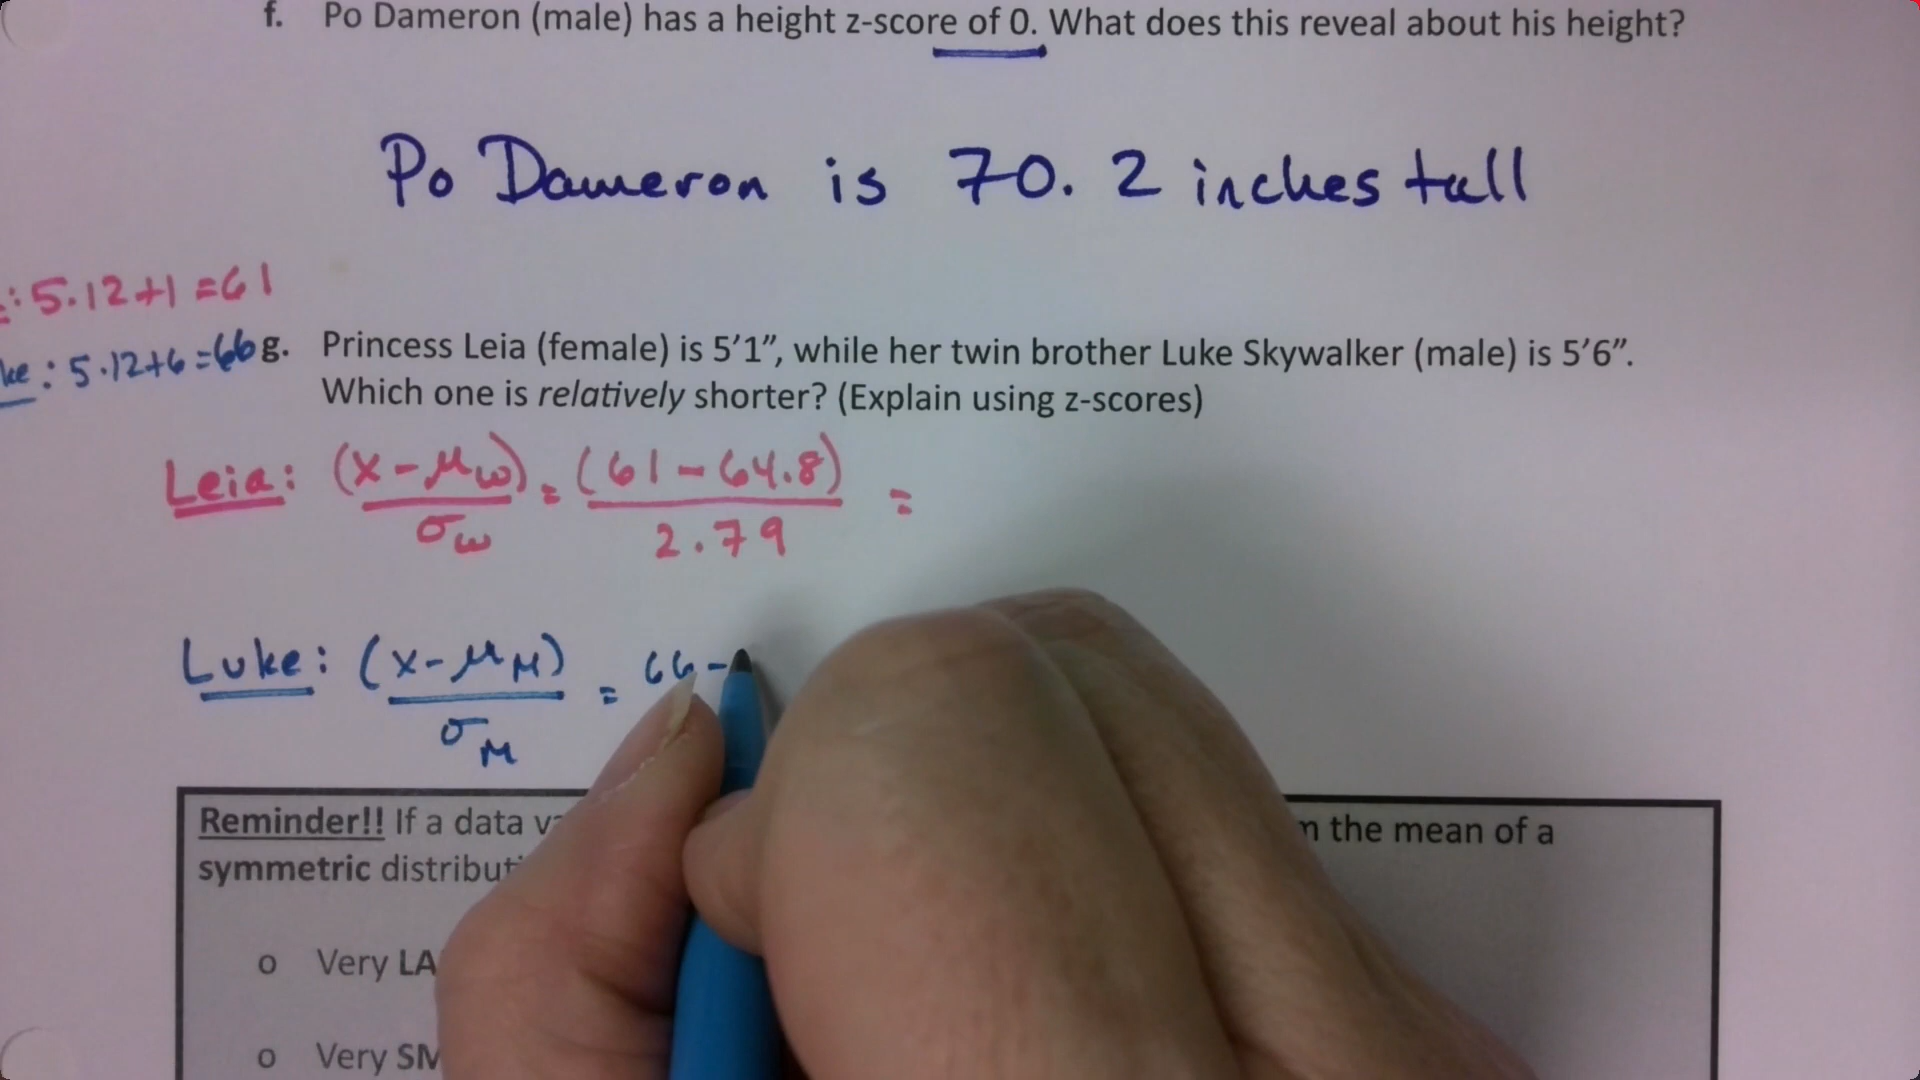 f. Po Dameron (male) has a height z-score of 0. What does this reveal about his height?
Po Dameron is 70.2 inches tall
: 5.12+1 =61
ke : 5.12+6 =66
g. Princess Leia (female) is 5’1”, while her twin brother Luke Skywalker (male) is 5’6”.
Which one is relatively shorter? (Explain using z-scores)
Leia: (x-μw) = (61-64.8) =
σw 2.79
Luke: (x-μM) = 66-
σM
Reminder!! If a data the mean of a
symmetric
o Very
o Very